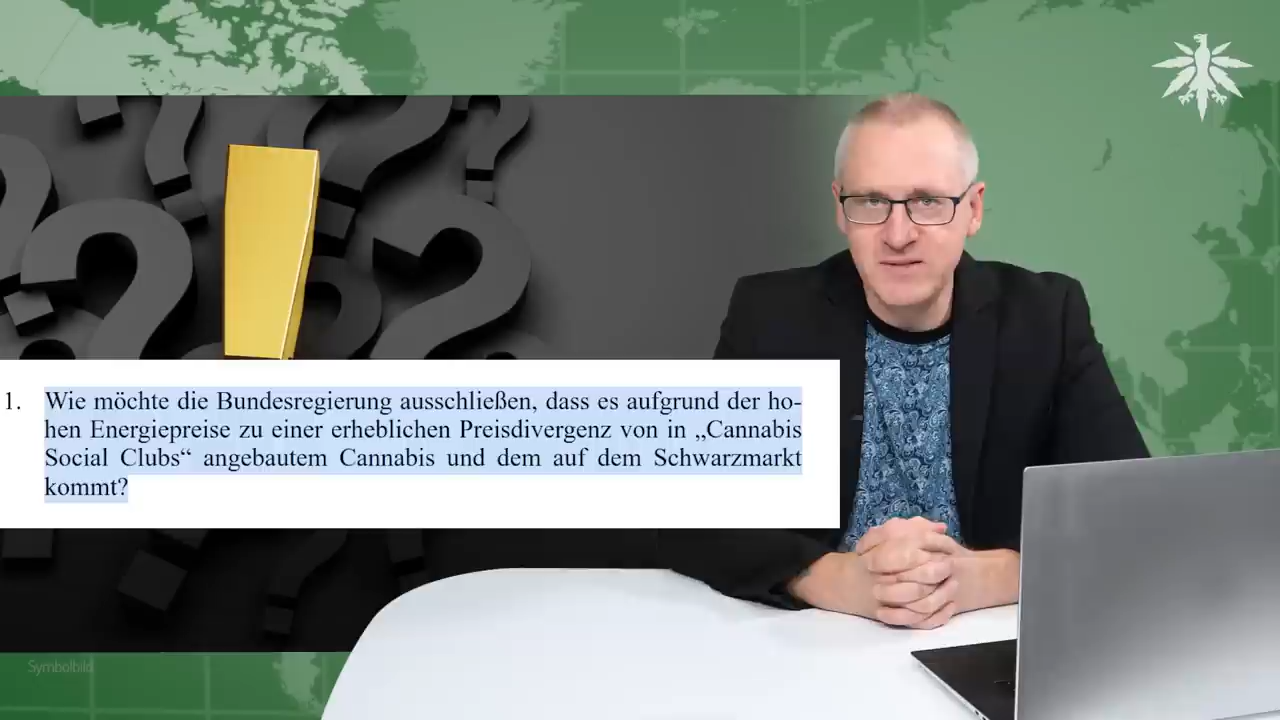 1. Wie möchte die Bundesregierung ausschließen, dass es aufgrund der ho-
hen Energiepreise zu einer erheblichen Preisdivergenz von in „Cannabis
Social Clubs“ angebautem Cannabis und dem auf dem Schwarzmarkt
kommt?
Symbolbild